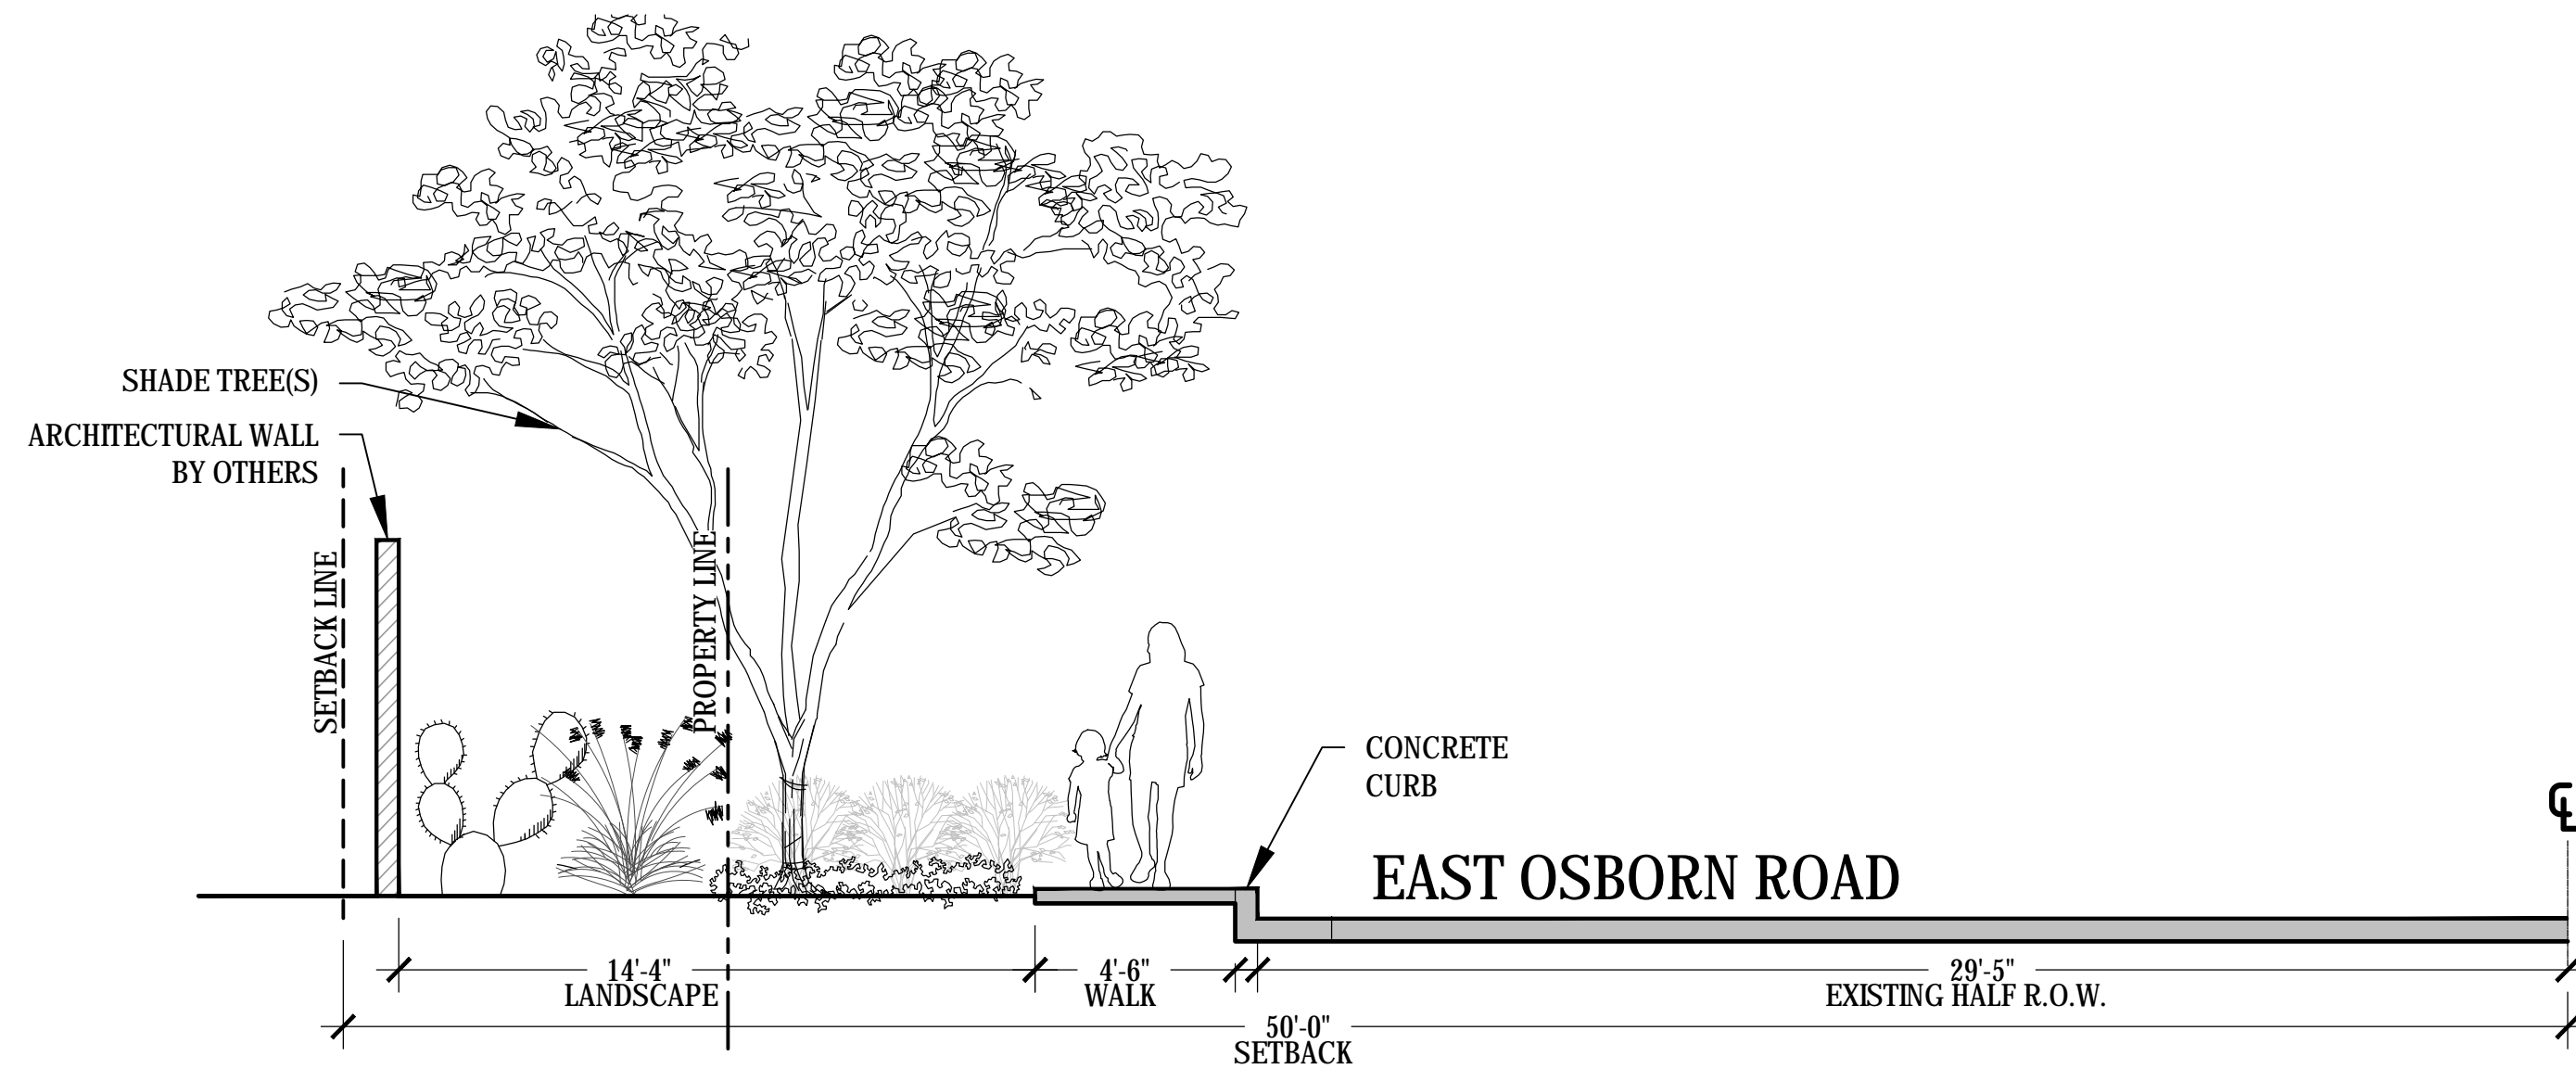 SHADE TREE(S)
ARCHITECTURAL WALL
BY OTHERS
SETBACK LINE
PROPERTY LINE
CONCRETE
CURB
℄
EAST OSBORN ROAD
14'-4"
LANDSCAPE
4'-6"
WALK
29'-5"
EXISTING HALF R.O.W.
50'-0"
SETBACK